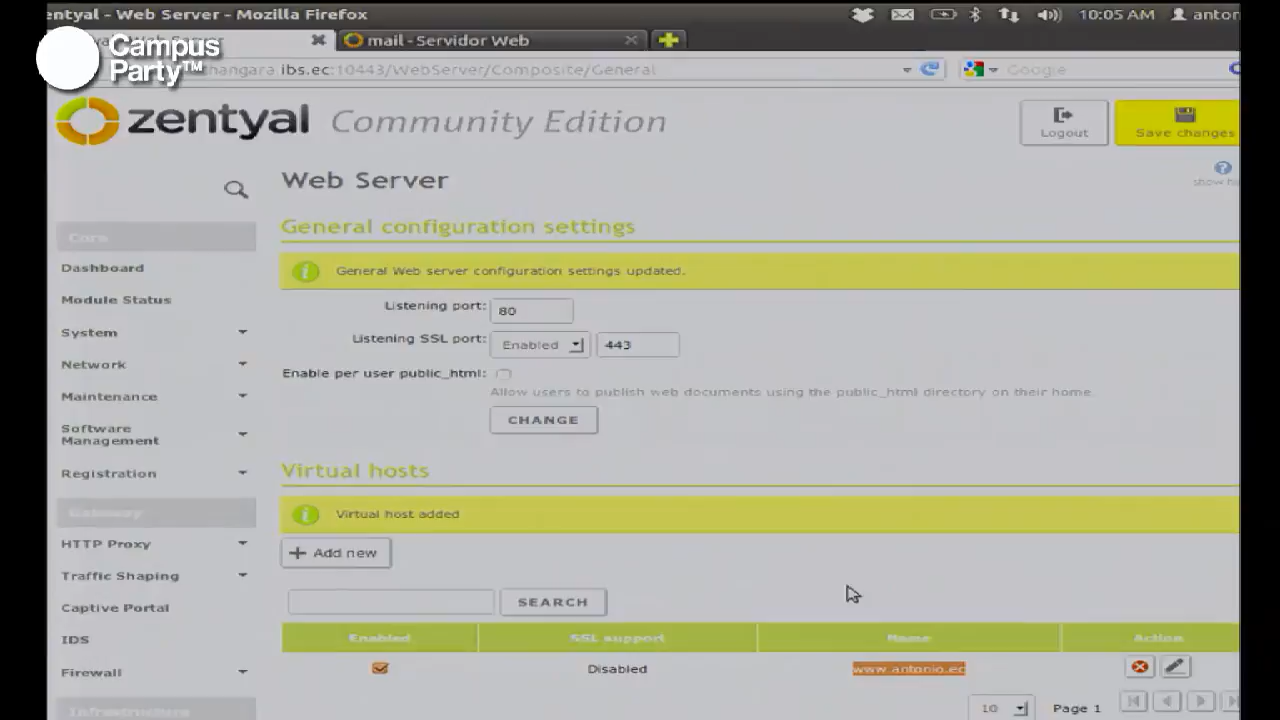 entyal - Web Server - Mozilla Firefox
10:05 AM
Campus
Party™
mail - Servidor Web
hangara.ibs.ec:10443/WebServer/Composite/General
Google
zentyal Community Edition
Logout
Save changes
Web Server
show
General configuration settings
Core
Dashboard
General Web server configuration settings updated.
Module Status
Listening port: 80
System
Listening SSL port: Enabled 443
Network
Enable per user public_html:
Allow users to publish web documents using the public_html directory on their home.
Maintenance
CHANGE
Software
Management
Registration
Virtual hosts
Gateway
Virtual host added
HTTP Proxy
+ Add new
Traffic Shaping
Captive Portal
SEARCH
IDS
Enabled SSL support Name Action
Firewall
Disabled www.antonio.ec
Infrastructure
10 Page 1